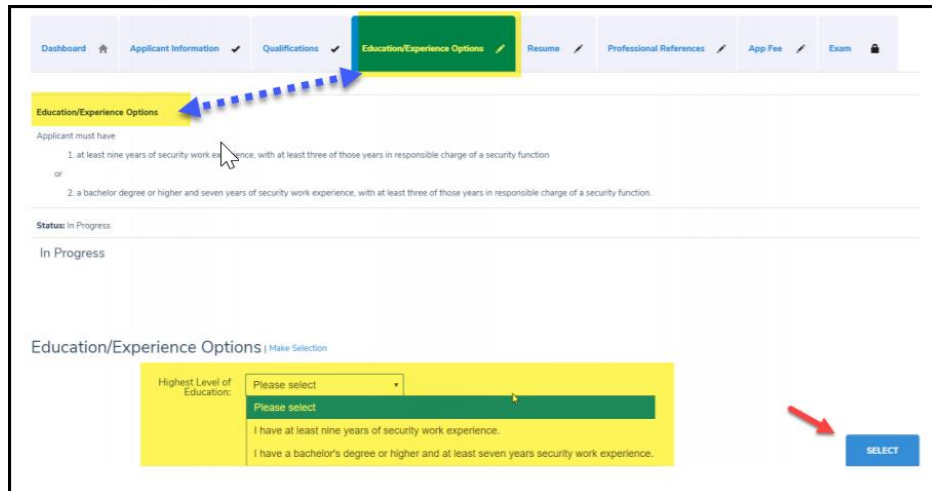 Dashboard Applicant Information Qualifications Education/Experience Options Resume Professional References App Fee Exam
Education/Experience Options
Applicant must have
1. at least nine years of security work experience, with at least three of those years in responsible charge of a security function
or
2. a bachelor degree or higher and seven years of security work experience, with at least three of those years in responsible charge of a security function.
Status: In Progress
In Progress
Education/Experience Options | Make Selection
Highest Level of Education: Please select
Please select
I have at least nine years of security work experience.
I have a bachelor's degree or higher and at least seven years security work experience.
SELECT